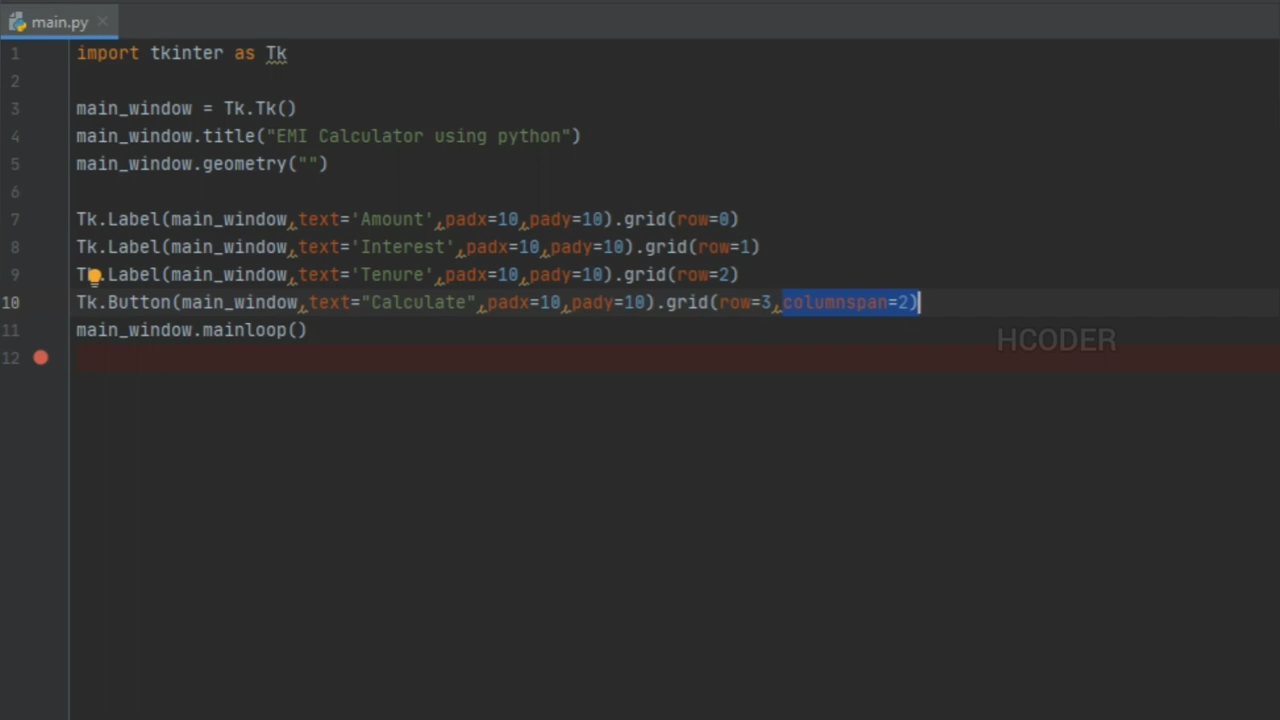 main.py
1 import tkinter as Tk
2
3 main_window = Tk.Tk()
4 main_window.title("EMI Calculator using python")
5 main_window.geometry("")
6
7 Tk.Label(main_window,text='Amount',padx=10,pady=10).grid(row=0)
8 Tk.Label(main_window,text='Interest',padx=10,pady=10).grid(row=1)
9 Tk.Label(main_window,text='Tenure',padx=10,pady=10).grid(row=2)
10 Tk.Button(main_window,text="Calculate",padx=10,pady=10).grid(row=3,columnspan=2)
11 main_window.mainloop()
HCODER
12